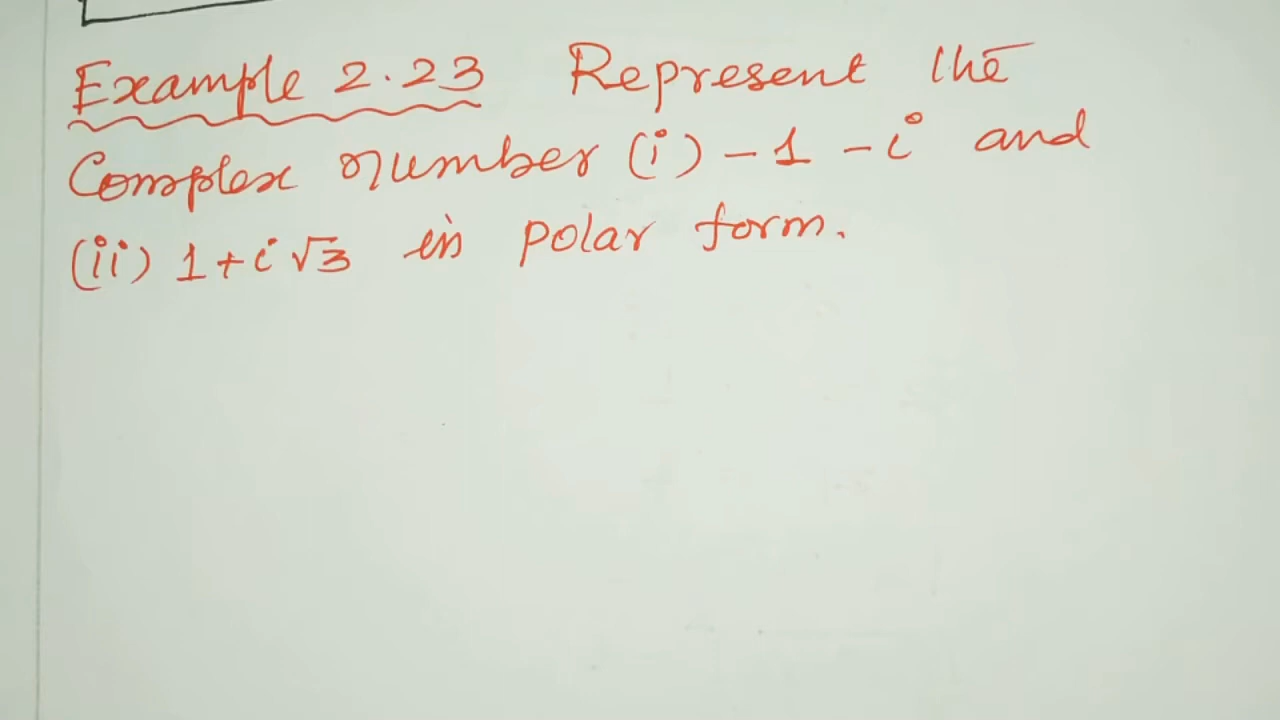 Example 2.23 Represent the
Complex number (i) -1 -i and
(ii) 1+i√3 in polar form.